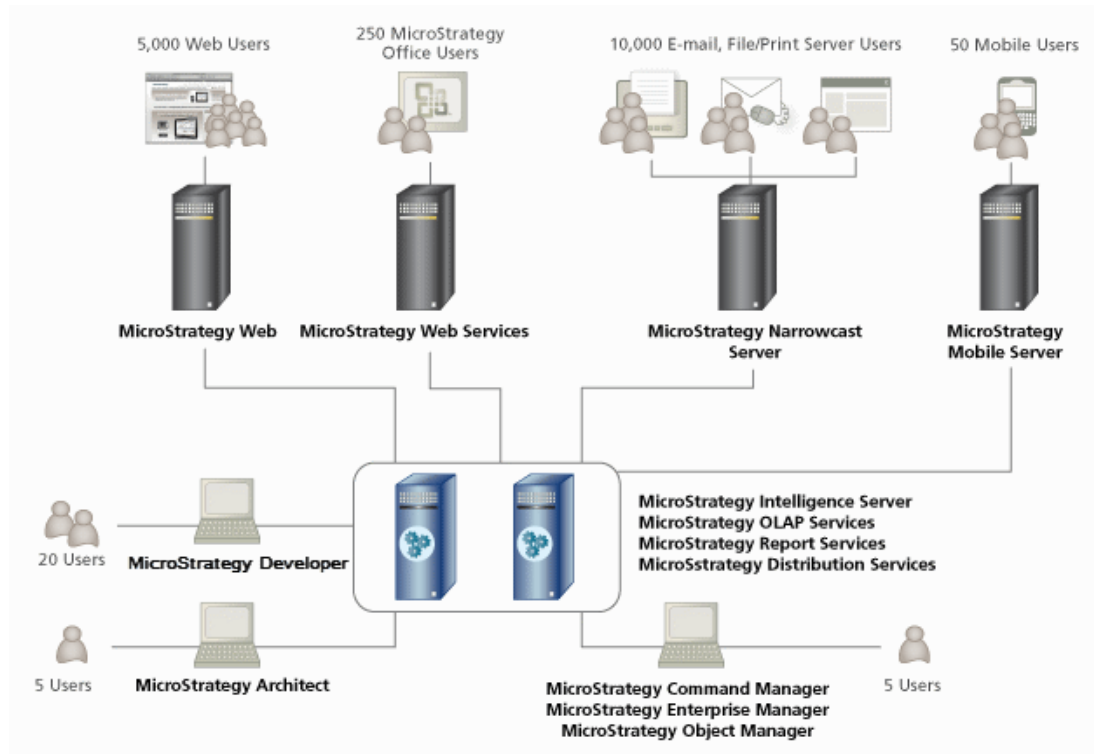 5,000 Web Users
250 MicroStrategy
Office Users
10,000 E-mail, File/Print Server Users
50 Mobile Users
MicroStrategy Web
MicroStrategy Web Services
MicroStrategy Narrowcast
Server
MicroStrategy
Mobile Server
20 Users
MicroStrategy Developer
MicroStrategy Intelligence Server
MicroStrategy OLAP Services
MicroStrategy Report Services
MicroSstrategy Distribution Services
5 Users
MicroStrategy Architect
MicroStrategy Command Manager
MicroStrategy Enterprise Manager
MicroStrategy Object Manager
5 Users